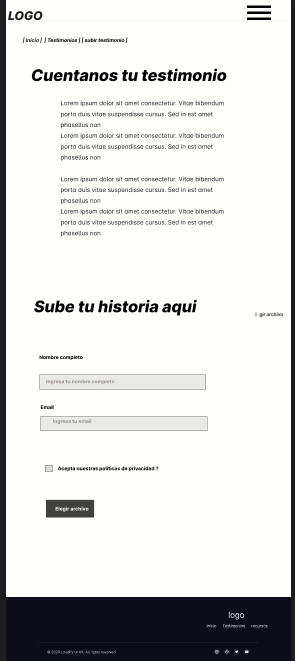 LOGO
| Inicio | | Testimonios | | subir testimonio |
Cuentanos tu testimonio
Lorem ipsum dolor sit amet consectetur. Vitae bibendum
porta duis vitae suspendisse cursus. Sed in est amet
phasellus non
Lorem ipsum dolor sit amet consectetur. Vitae bibendum
porta duis vitae suspendisse cursus. Sed in est amet
phasellus non
Lorem ipsum dolor sit amet consectetur. Vitae bibendum
porta duis vitae suspendisse cursus. Sed in est amet
phasellus non
Lorem ipsum dolor sit amet consectetur. Vitae bibendum
porta duis vitae suspendisse cursus. Sed in est amet
phasellus non
Sube tu historia aqui
gir archivo
Nombre completo
Ingresa tu nombre completo
Email
Ingresa tu email
Acepta nuestras politicas de privacidad ?
Elegir archivo
logo
Inicio Testimonios recursos
© 2023 Landify UI Kit. All rights reserved